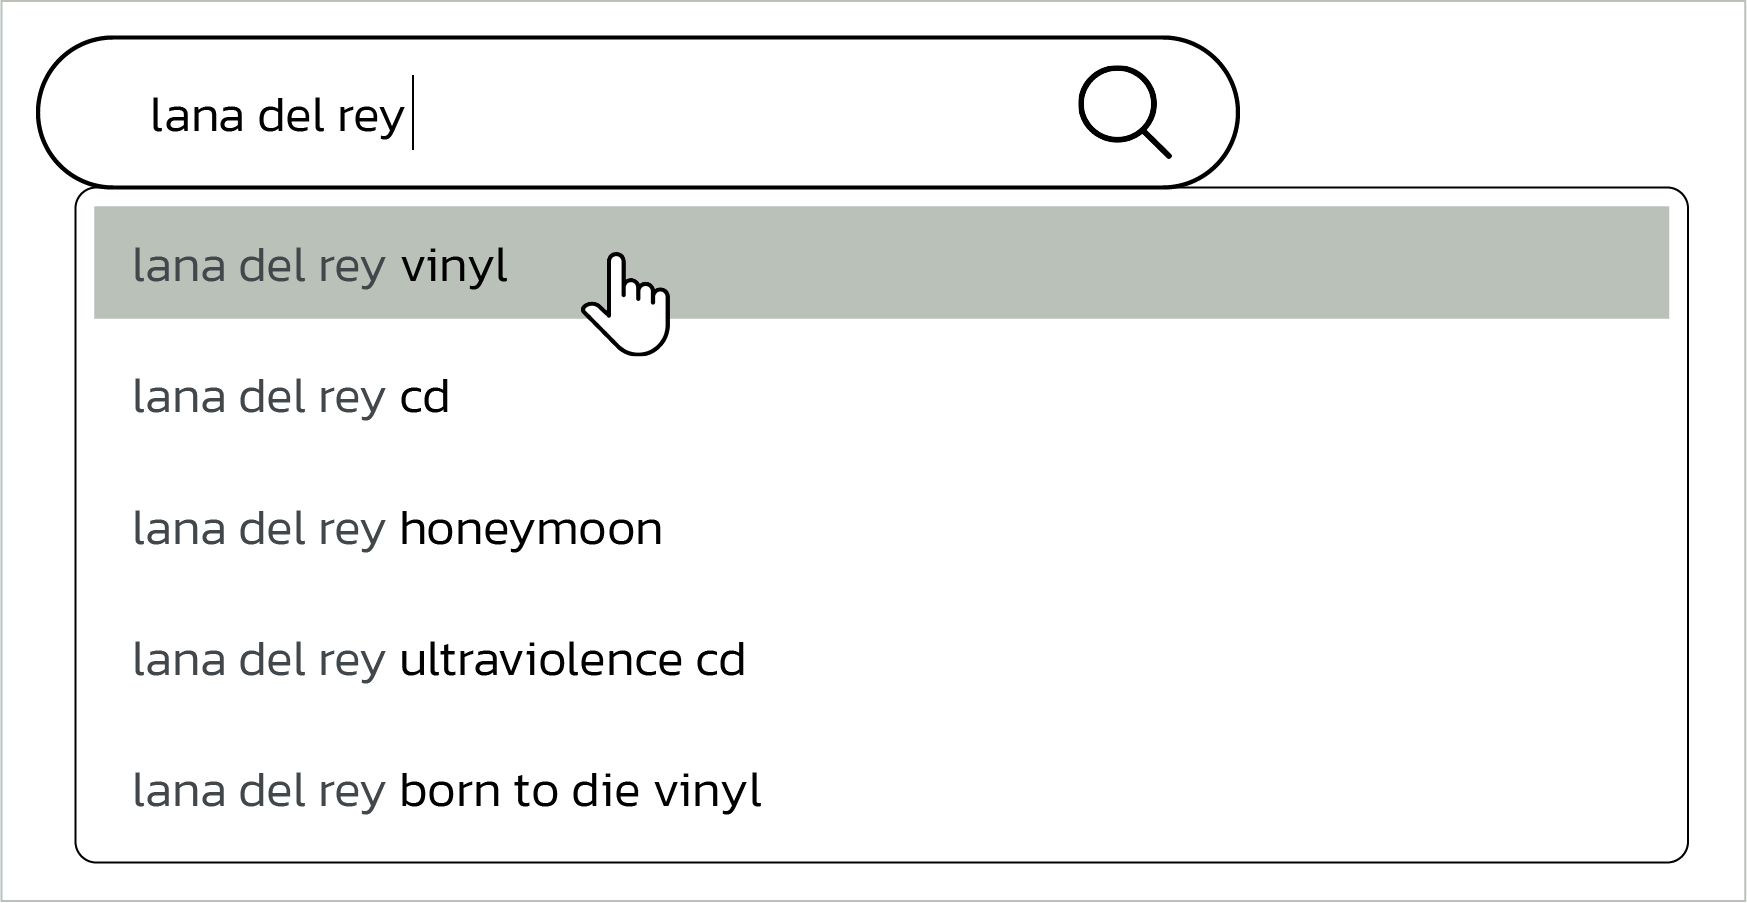 lana del rey
lana del rey vinyl
lana del rey cd
lana del rey honeymoon
lana del rey ultraviolence cd
lana del rey born to die vinyl